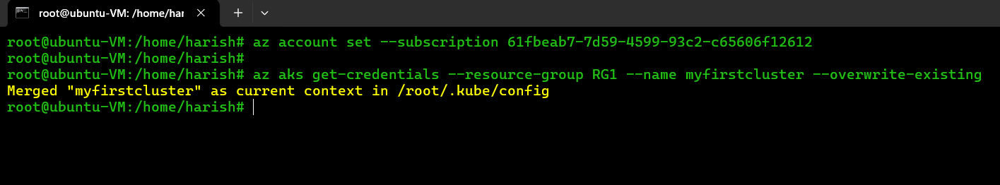 root@ubuntu-VM: /home/har
root@ubuntu-VM:/home/harish# az account set --subscription 61fbeab7-7d59-4599-93c2-c65606f12612
root@ubuntu-VM:/home/harish#
root@ubuntu-VM:/home/harish# az aks get-credentials --resource-group RG1 --name myfirstcluster --overwrite-existing
Merged "myfirstcluster" as current context in /root/.kube/config
root@ubuntu-VM:/home/harish#